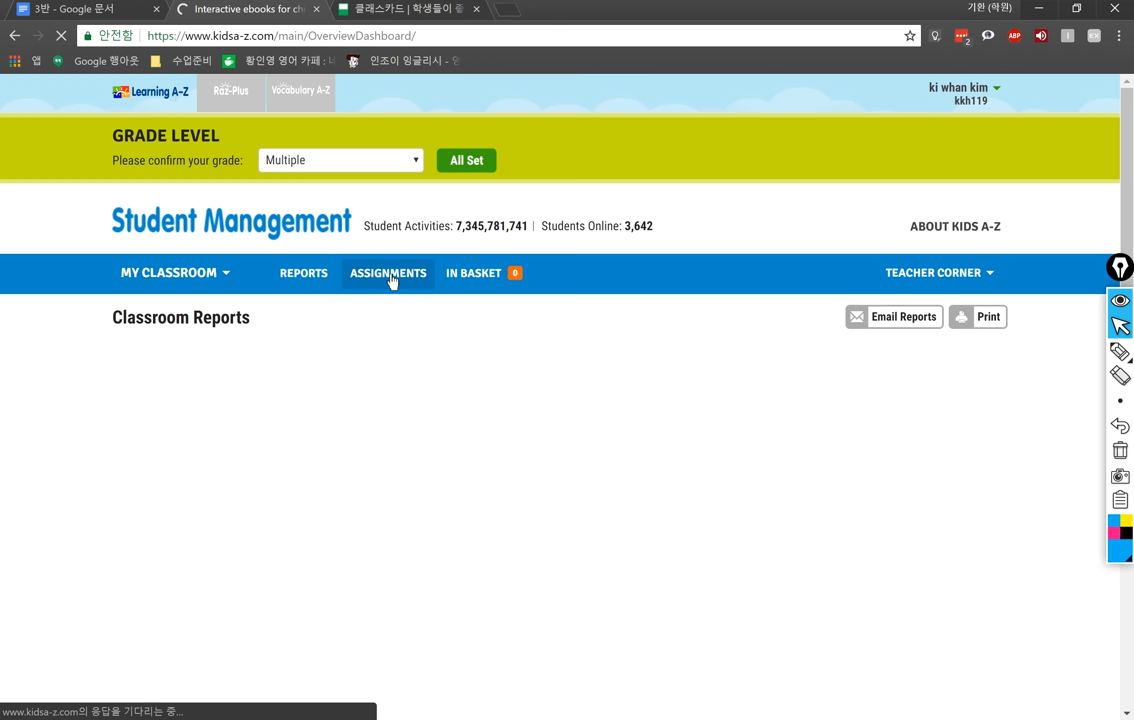 3반 - Google 문서
Interactive ebooks for chi
클래스카드 | 학생들이 좋
기환 (학원)
안전함 https://www.kidsa-z.com/main/OverviewDashboard/
2
ABP
앱 Google 행아웃 수업준비 황인영 영어 카페 : 네 인조이 잉글리시 - 영
Learning A-Z Raz-Plus Vocabulary A-Z
ki whan kim
kkh119
GRADE LEVEL
Please confirm your grade: Multiple All Set
Student Management Student Activities: 7,345,781,741 | Students Online: 3,642 ABOUT KIDS A-Z
MY CLASSROOM REPORTS ASSIGNMENTS IN BASKET 0 TEACHER CORNER
Classroom Reports Email Reports Print
www.kidsa-z.com의 응답을 기다리는 중...